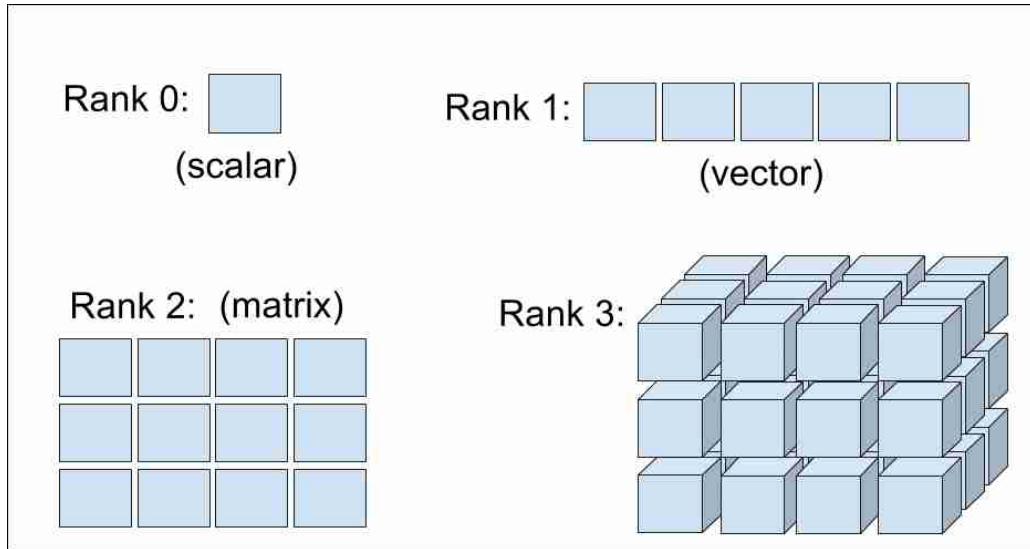 Rank 0:
(scalar)
Rank 1:
(vector)
Rank 2: (matrix)
Rank 3: